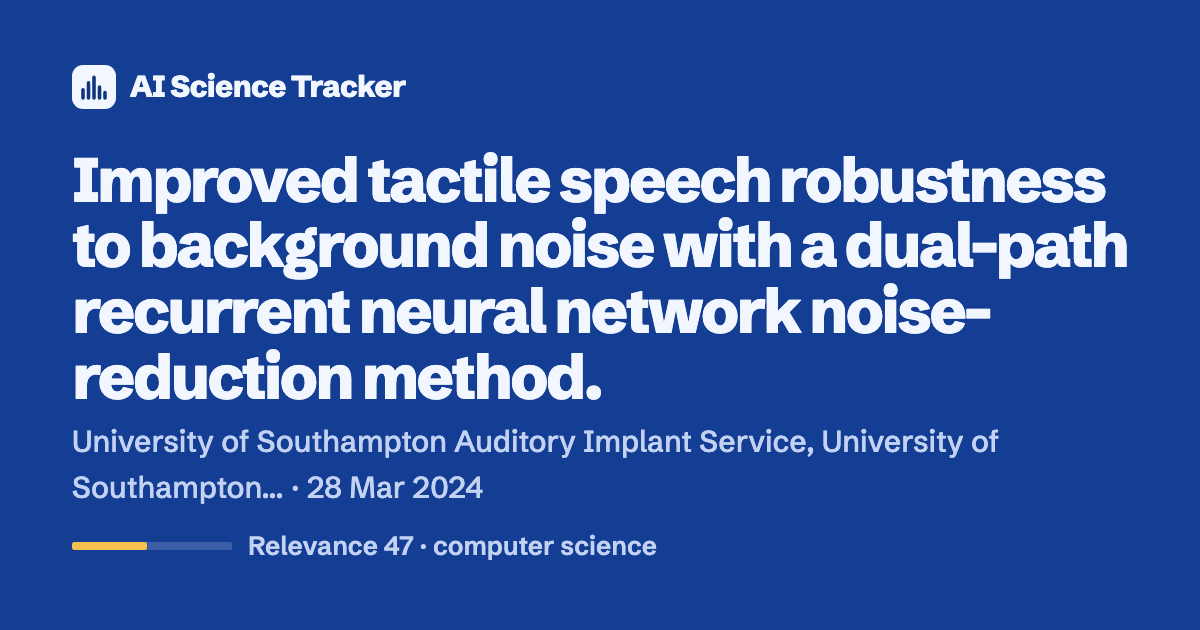 AI Science Tracker
Improved tactile speech robustness
to background noise with a dual-path
recurrent neural network noise-
reduction method.
University of Southampton Auditory Implant Service, University of
Southampton... · 28 Mar 2024
Relevance 47 · computer science